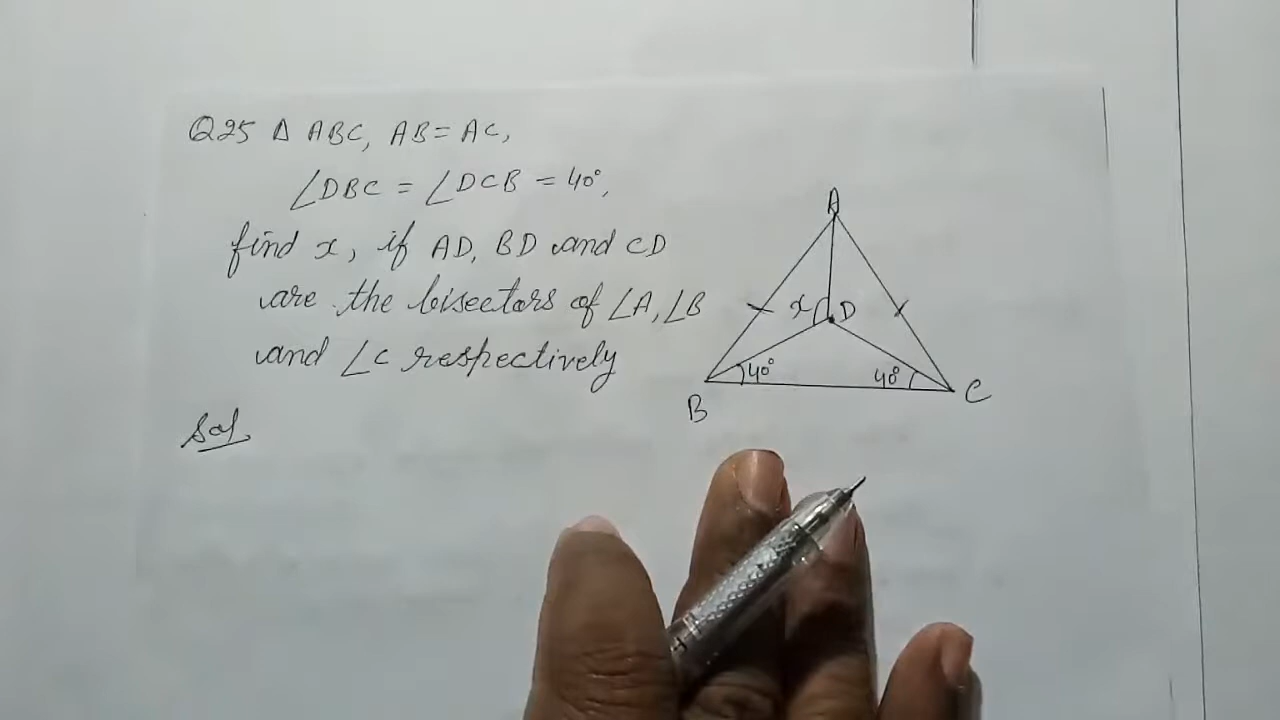 Q25 Δ ABC, AB = AC,
∠DBC = ∠DCB = 40°,
find x, if AD, BD and CD
are the bisectors of ∠A, ∠B
and ∠C respectively
Sol
A
x D
40° 40°
B C